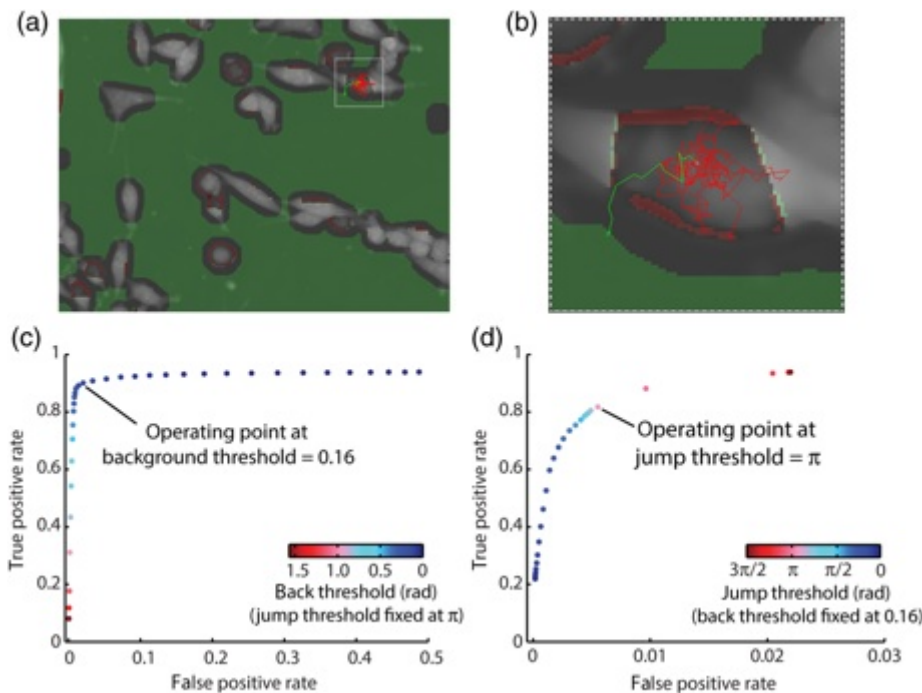 (a)
(b)
(c)
1
0.8
0.6
0.4
0.2
0
0 0.1 0.2 0.3 0.4 0.5
True positive rate
False positive rate
Operating point at
background threshold = 0.16
1.5 1.0 0.5 0
Back threshold (rad)
(jump threshold fixed at π)
(d)
1
0.8
0.6
0.4
0.2
0
0 0.01 0.02 0.03
True positive rate
False positive rate
Operating point at
jump threshold = π
3π/2 π π/2 0
Jump threshold (rad)
(back threshold fixed at 0.16)